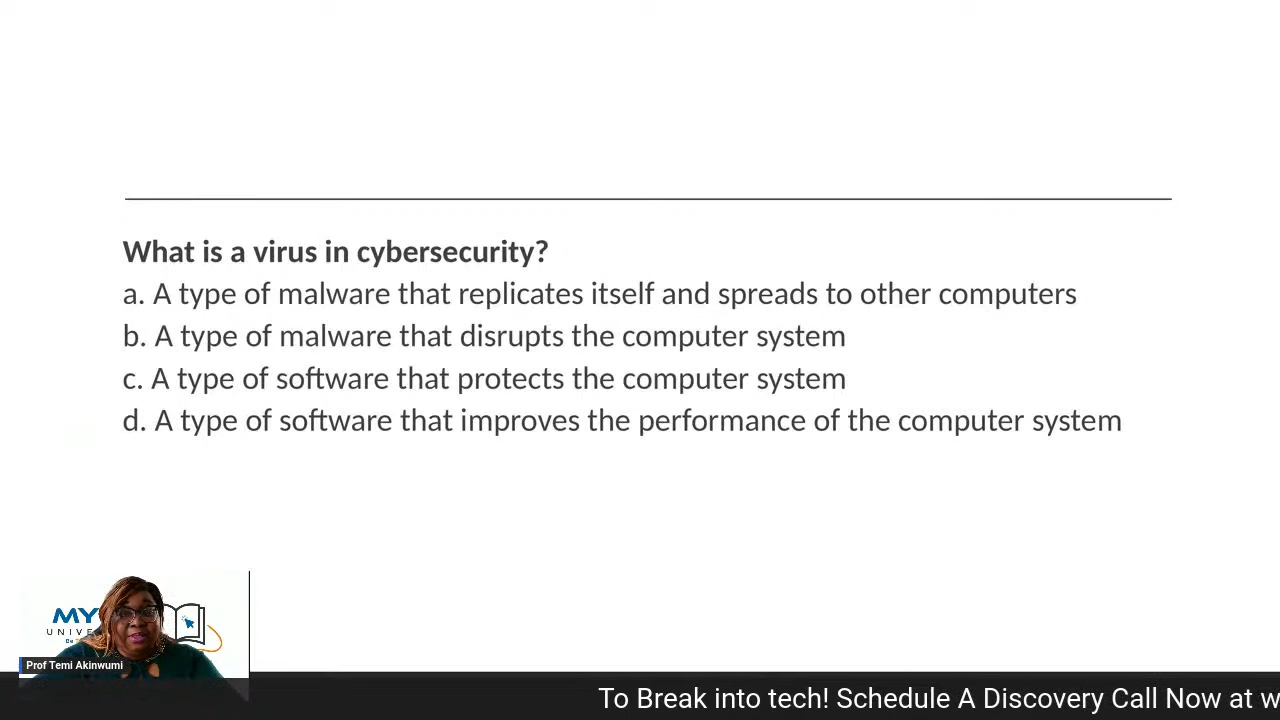 What is a virus in cybersecurity?
a. A type of malware that replicates itself and spreads to other computers
b. A type of malware that disrupts the computer system
c. A type of software that protects the computer system
d. A type of software that improves the performance of the computer system
MY
UNIVE
Prof Temi Akinwumi
To Break into tech! Schedule A Discovery Call Now at w